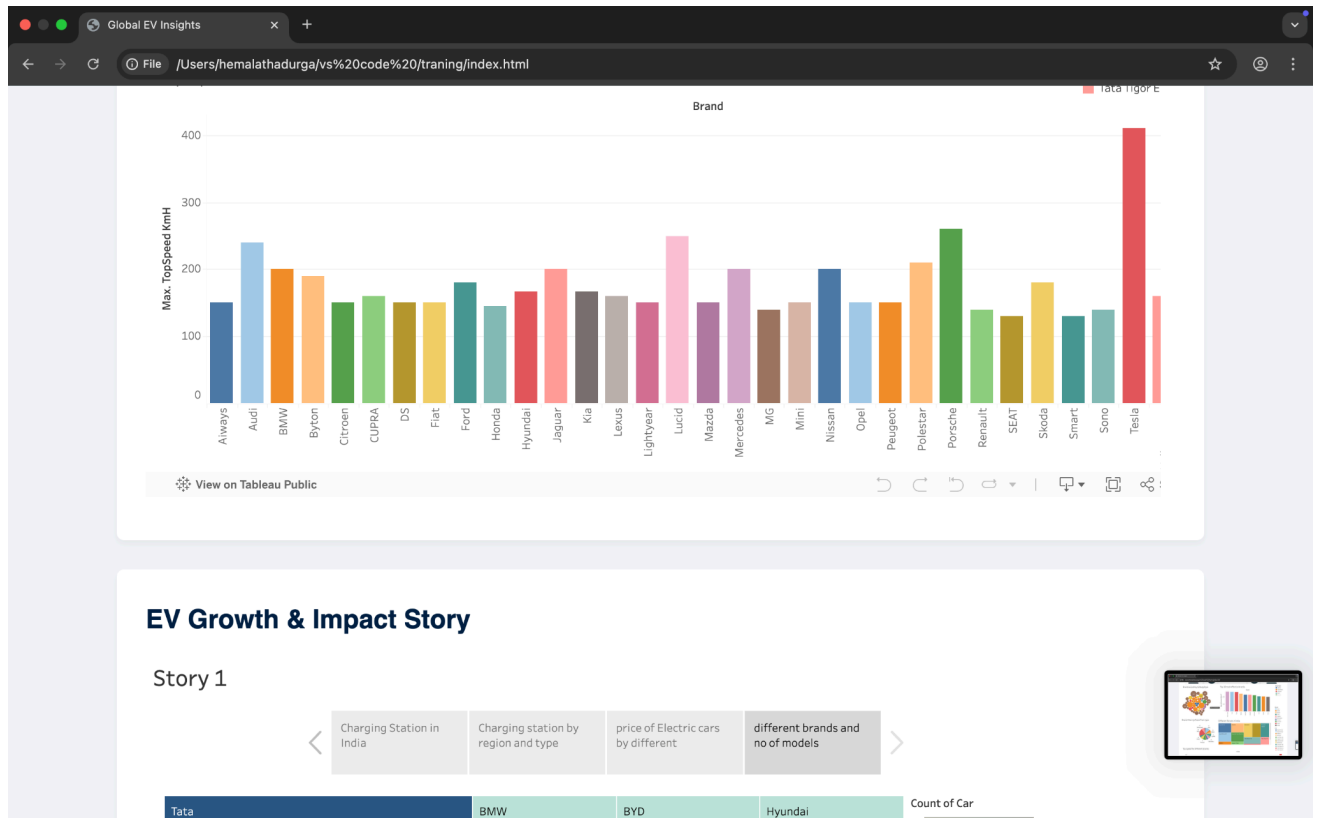 Global EV Insights
File /Users/hemalathadurga/vs%20code%20/traning/index.html
Tata Tigor E
Brand
Max. TopSpeed KmH
400
300
200
100
0
Aiways
Audi
BMW
Byton
Citroen
CUPRA
DS
Fiat
Ford
Honda
Hyundai
Jaguar
Kia
Lexus
Lightyear
Lucid
Mazda
Mercedes
MG
Mini
Nissan
Opel
Peugeot
Polestar
Porsche
Renault
SEAT
Skoda
Smart
Sono
Tesla
View on Tableau Public
EV Growth & Impact Story
Story 1
Charging Station in
India
Charging station by
region and type
price of Electric cars
by different
different brands and
no of models
Tata
BMW
BYD
Hyundai
Count of Car